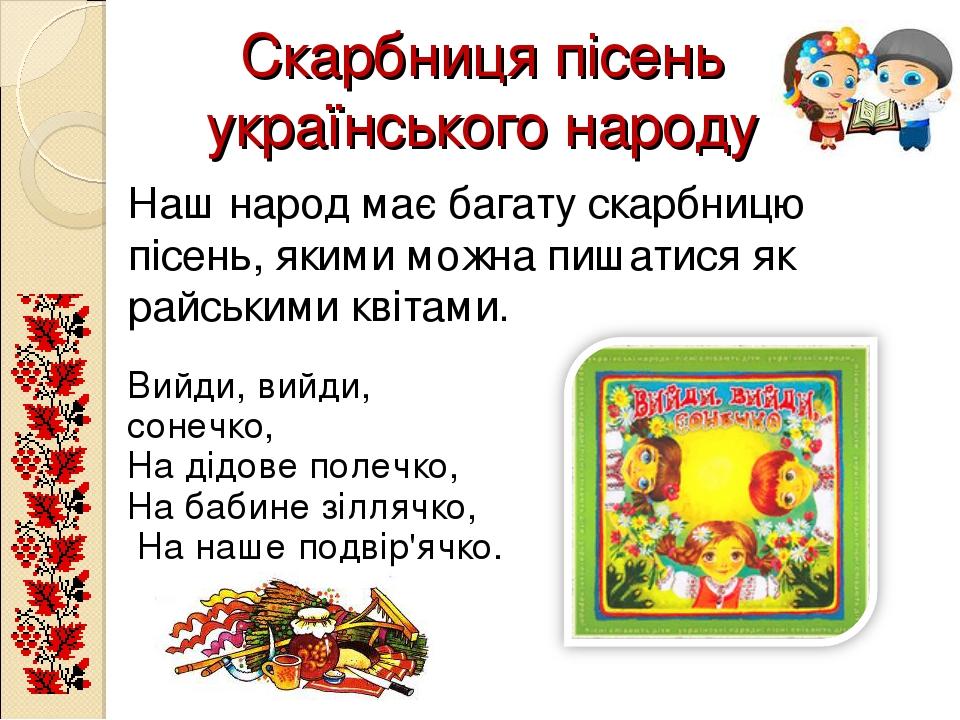 Скарбниця пісень
українського народу
Наш народ має багату скарбницю
пісень, якими можна пишатися як
райськими квітами.
Вийди, вийди,
сонечко,
На дідове полечко,
На бабине зіллячко,
На наше подвір'ячко.
ВИЙДИ, ВИЙДИ,
СОНЕЧКО